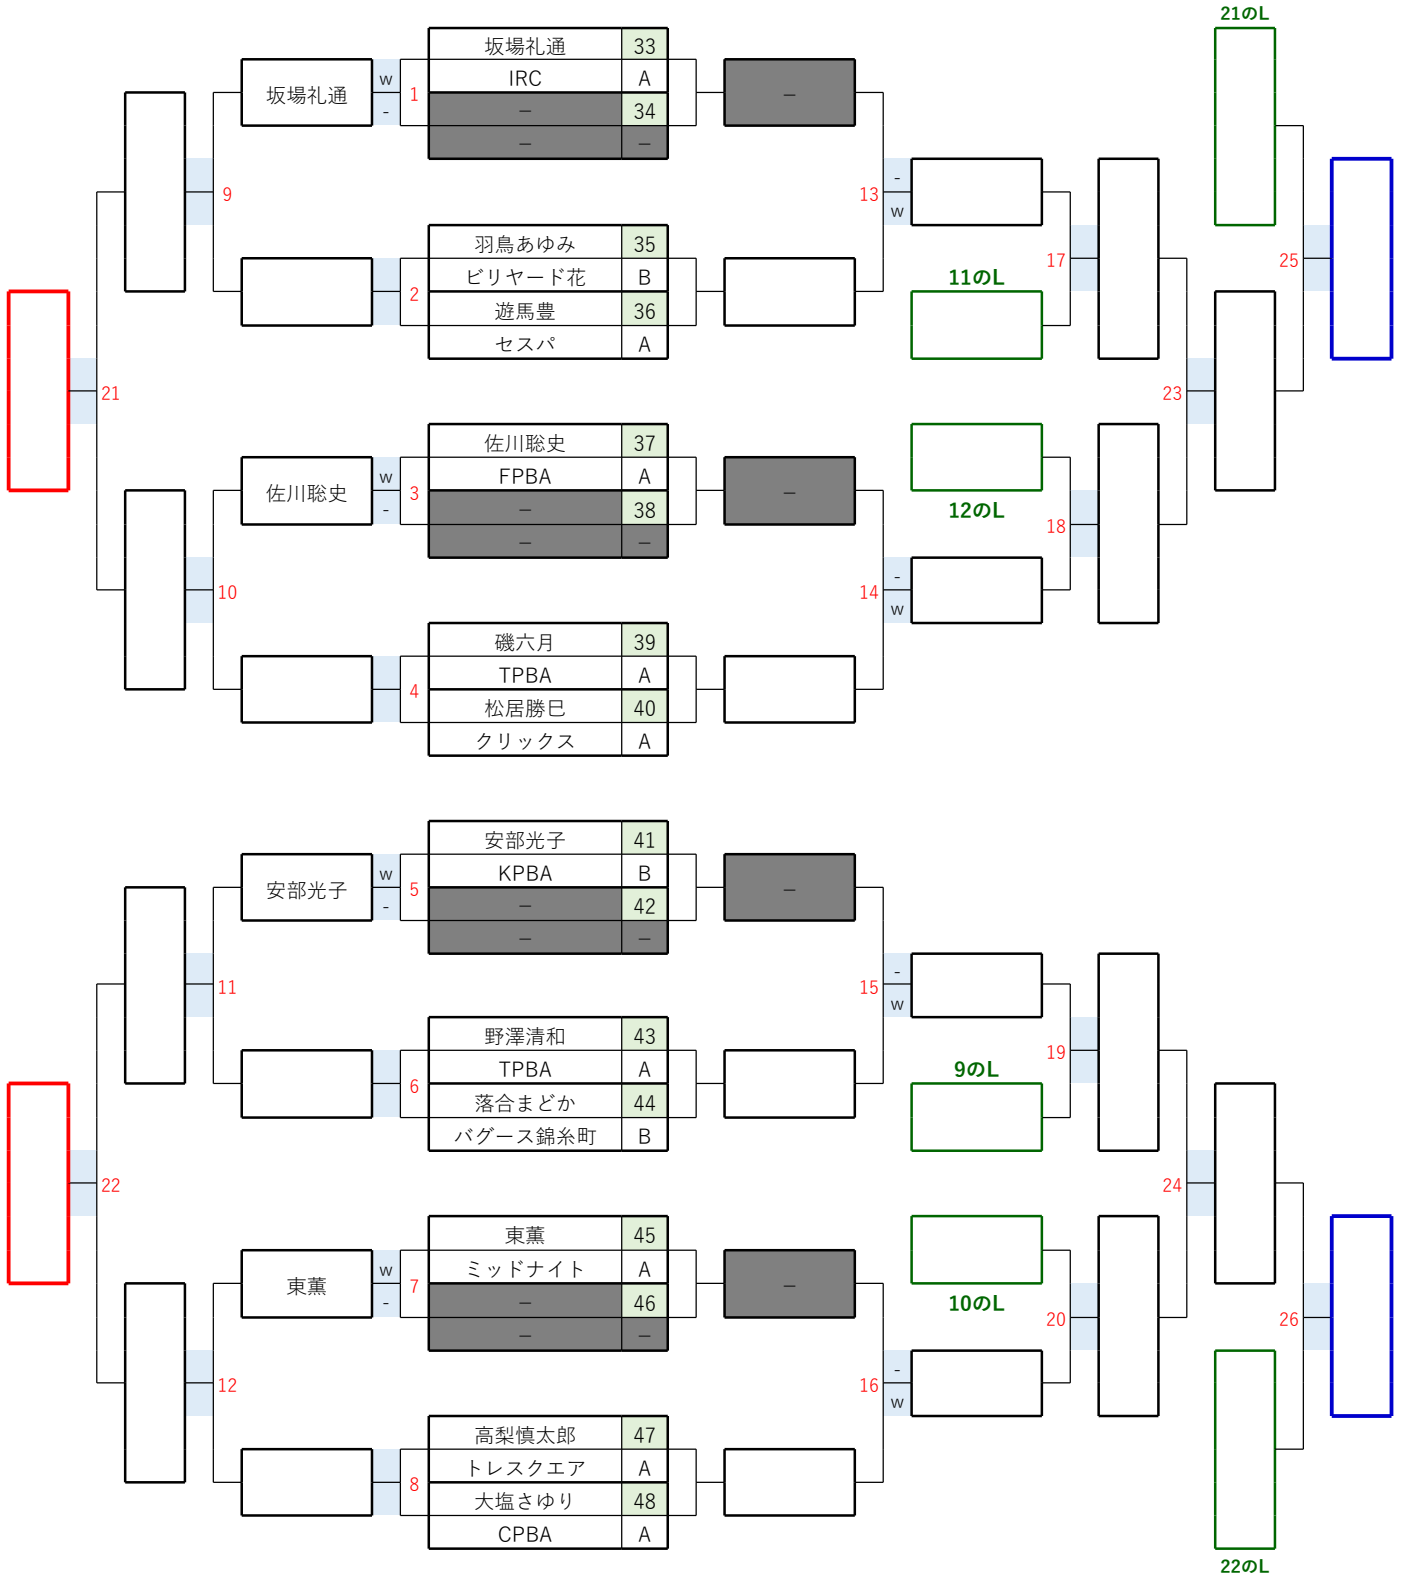 21のL
坂場礼通 33
坂場礼通 w 1 IRC A –
- – 34
– –
9 13 -
w
羽鳥あゆみ 35
2 ビリヤード花 B 11のL 17 25
遊馬豊 36
セスパ A
21 23
佐川聡史 37
佐川聡史 w 3 FPBA A –
- – 38 12のL
– – 18
10 14 -
w
磯六月 39
4 TPBA A
松居勝巳 40
クリックス A
安部光子 41
安部光子 w 5 KPBA B –
- – 42
– –
11 15 -
w
野澤清和 43
6 TPBA A 9のL 19
落合まどか 44
バグース錦糸町 B
22 24
東薫 45
東薫 w 7 ミッドナイト A –
- – 46 10のL
– – 20 26
12 16 -
w
高梨慎太郎 47
8 トレスクエア A
大塩さゆり 48
CPBA A
22のL